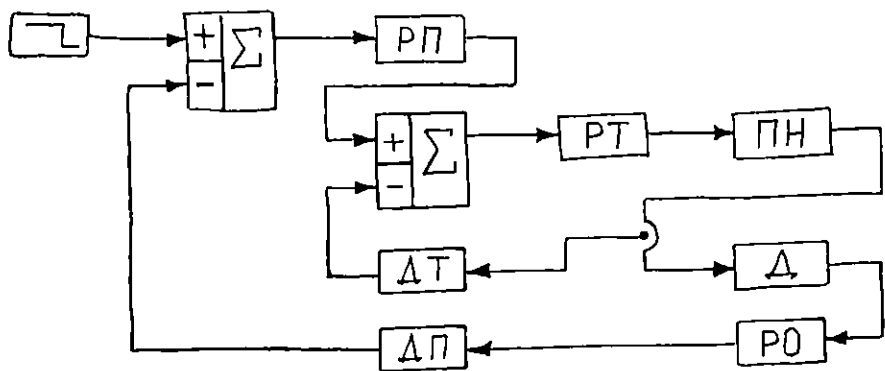 +
-
Σ
РП
+
-
Σ
РТ
ПН
ДТ
Д
ДП
РО